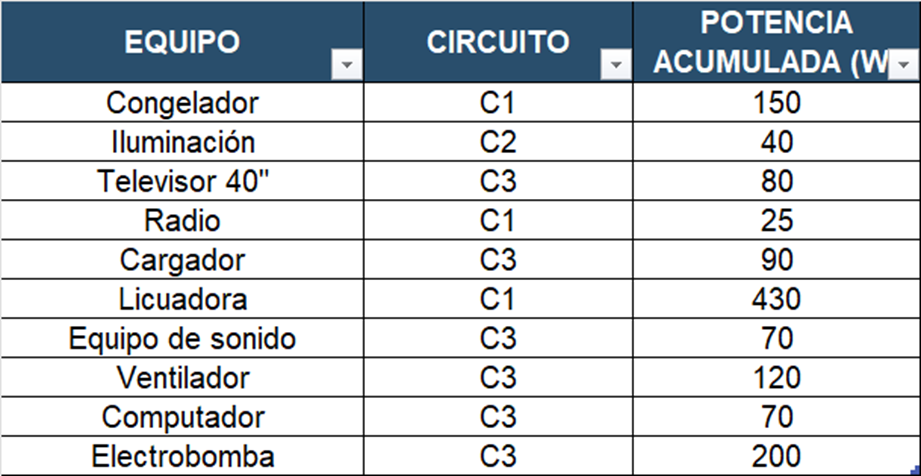 EQUIPO CIRCUITO POTENCIA
ACUMULADA (W
Congelador C1 150
Iluminación C2 40
Televisor 40" C3 80
Radio C1 25
Cargador C3 90
Licuadora C1 430
Equipo de sonido C3 70
Ventilador C3 120
Computador C3 70
Electrobomba C3 200